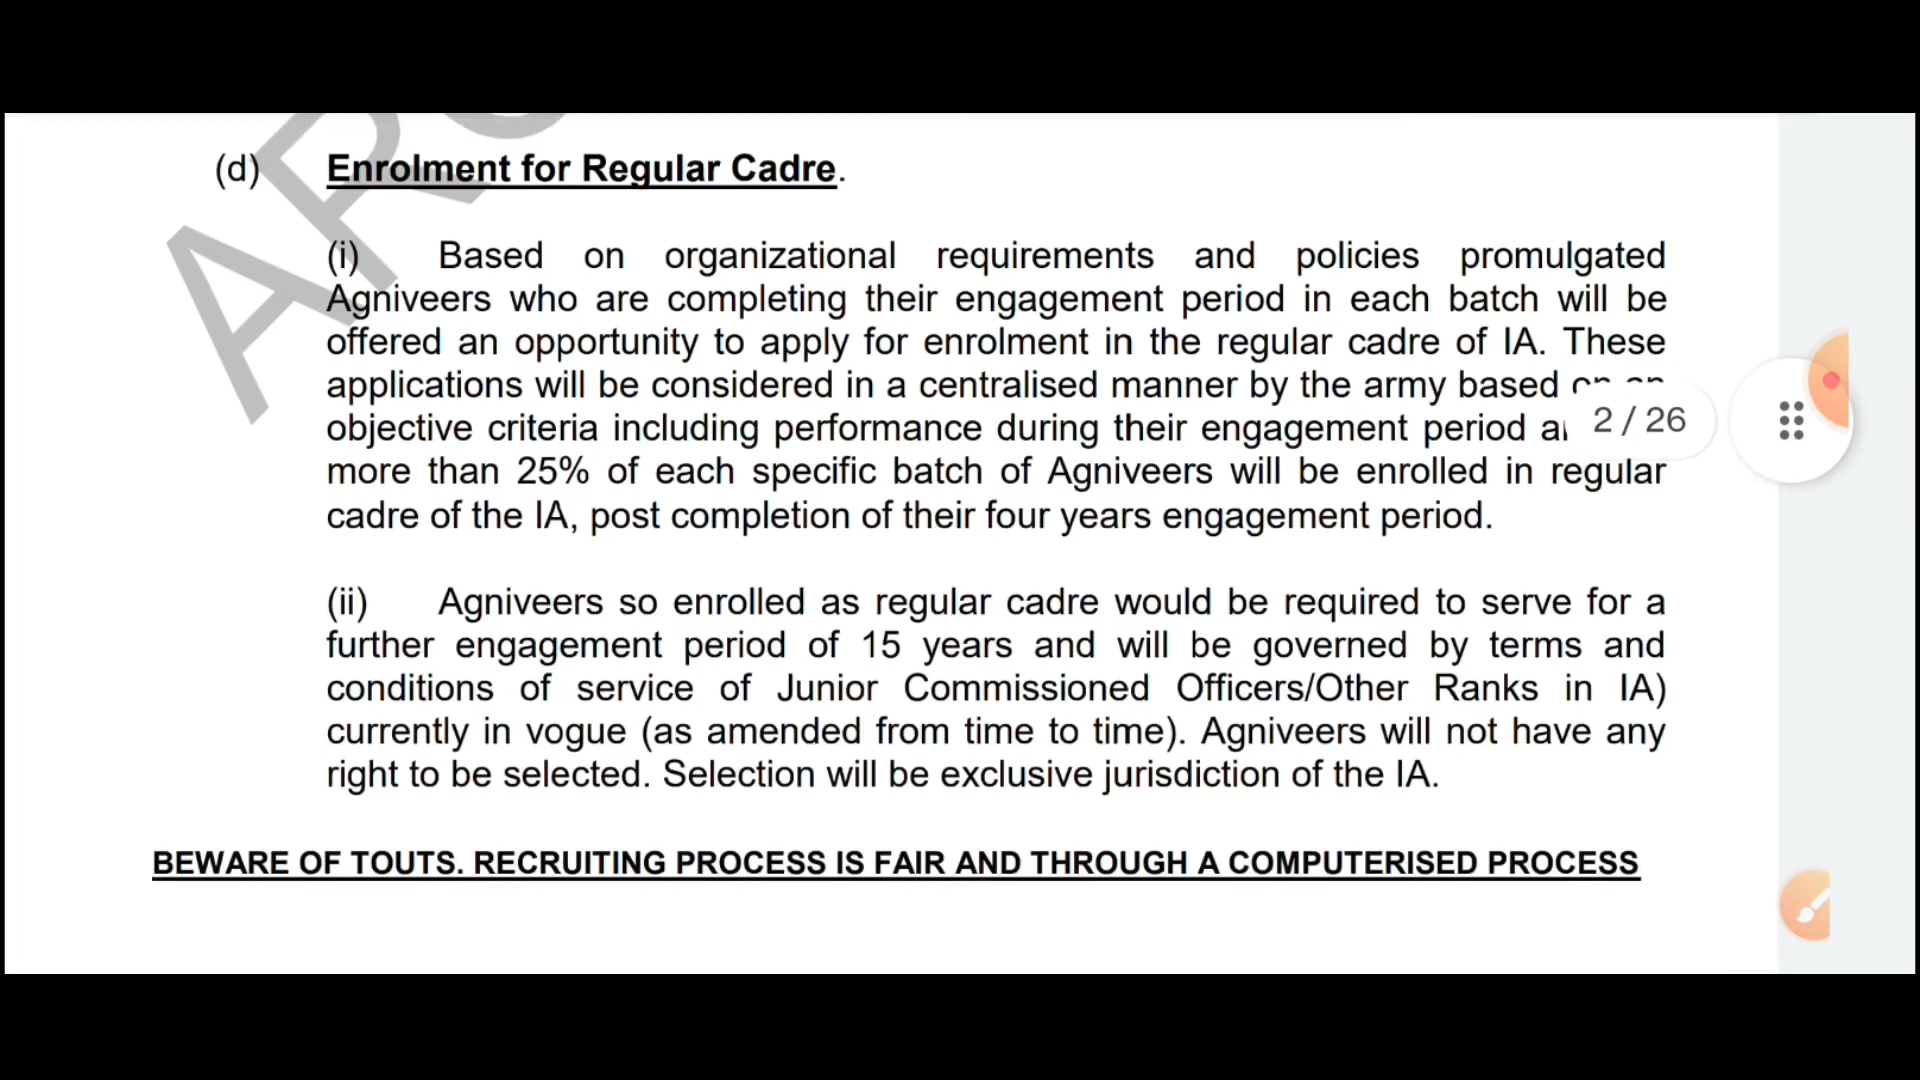 (d) Enrolment for Regular Cadre.
(i) Based on organizational requirements and policies promulgated
Agniveers who are completing their engagement period in each batch will be
offered an opportunity to apply for enrolment in the regular cadre of IA. These
applications will be considered in a centralised manner by the army based
objective criteria including performance during their engagement period
2 / 26
more than 25% of each specific batch of Agniveers will be enrolled in regular
cadre of the IA, post completion of their four years engagement period.
(ii) Agniveers so enrolled as regular cadre would be required to serve for a
further engagement period of 15 years and will be governed by terms and
conditions of service of Junior Commissioned Officers/Other Ranks in IA)
currently in vogue (as amended from time to time). Agniveers will not have any
right to be selected. Selection will be exclusive jurisdiction of the IA.
BEWARE OF TOUTS. RECRUITING PROCESS IS FAIR AND THROUGH A COMPUTERISED PROCESS